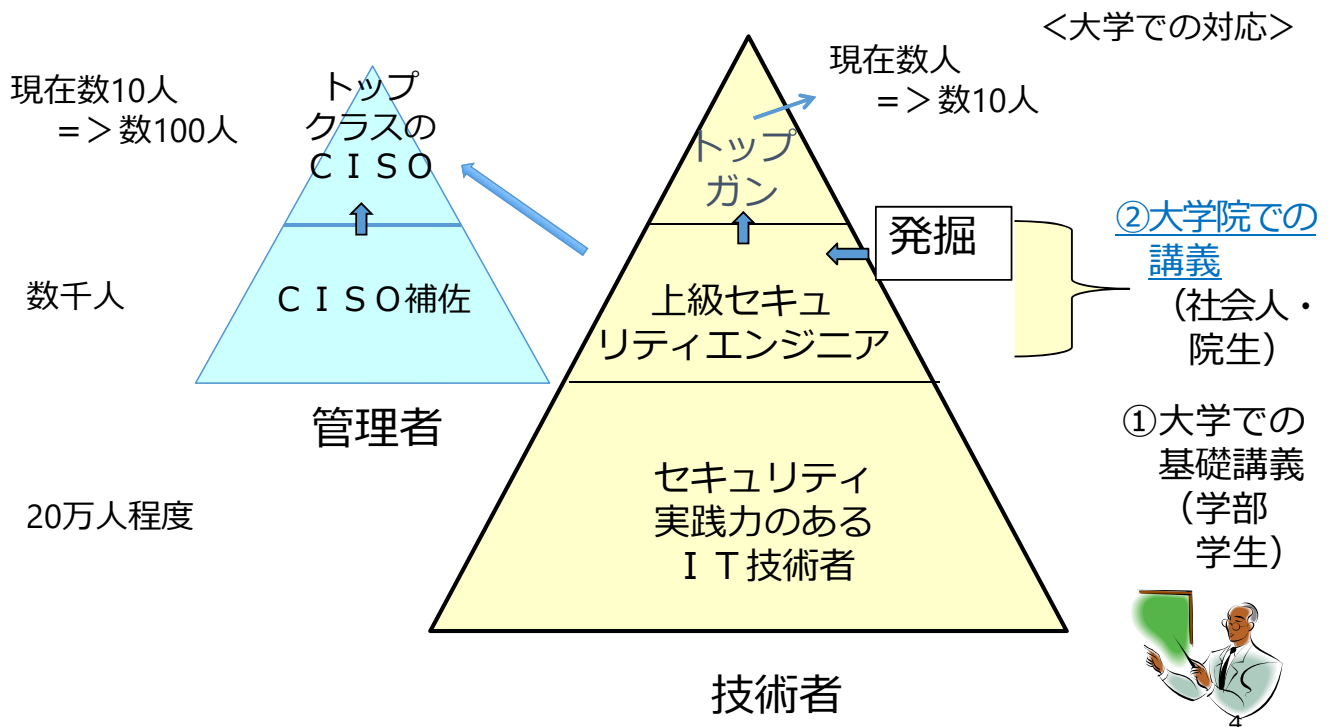 <大学での対応>
現在数10人
=>数100人
トップ
クラスの
CISO
現在数人
=>数10人
トップ
ガン
発掘
②大学院での
講義
(社会人・
院生)
数千人
CISO補佐
上級セキュ
リティエンジニア
管理者
①大学での
基礎講義
(学部
学生)
20万人程度
セキュリティ
実践力のある
IT技術者
技術者
4